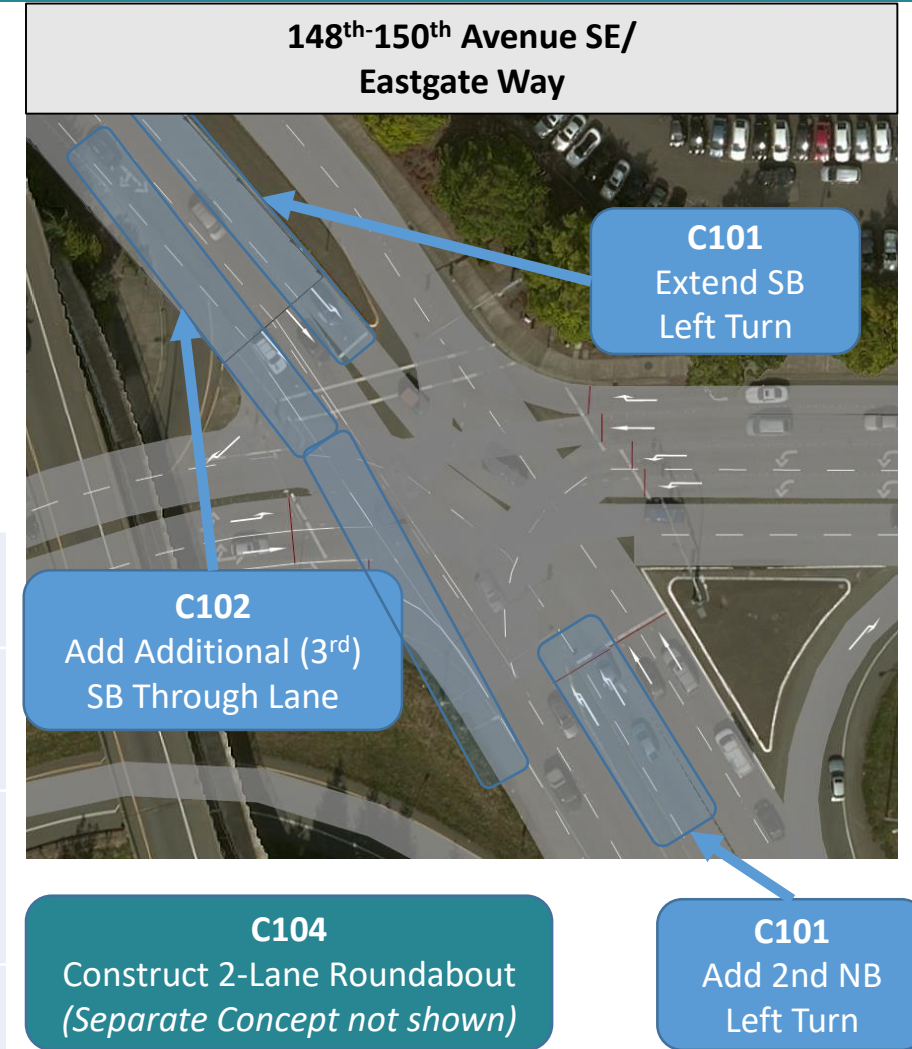 148th-150th Avenue SE/
Eastgate Way
C101
Extend SB
Left Turn
C102
Add Additional (3rd)
SB Through Lane
C104
Construct 2-Lane Roundabout
(Separate Concept not shown)
C101
Add 2nd NB
Left Turn